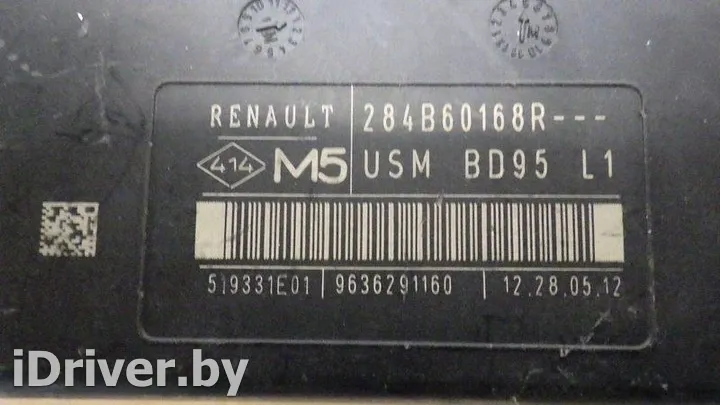 RENAULT 284B60168R---
414 M5 USM BD95 L1
519331E01 9636291160 12.28.05.12
iDriver.by